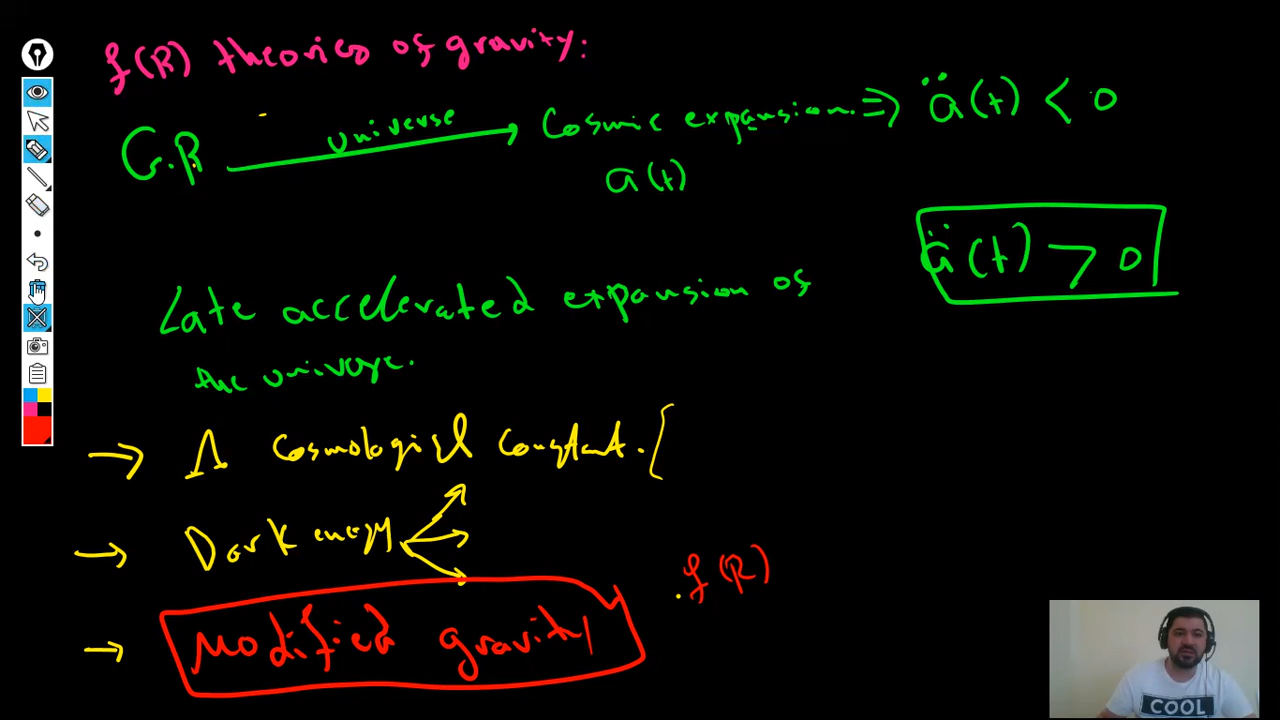 f(R) theories of gravity:
G.R universe Cosmic expansion. ⇒ ä(t) < 0
a(t)
ä(t) > 0
Late accelerated expansion of
the universe.
→ Λ Cosmological Constant. [
→ Dark energy
→ Modified gravity
f(R)
COOL